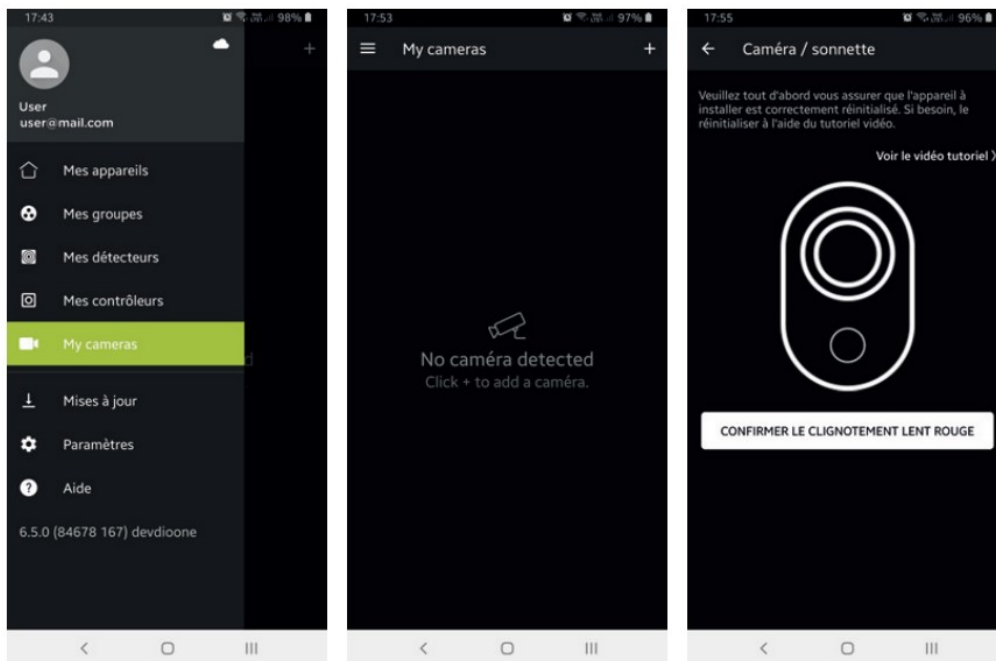 17:43
98%
User
user@mail.com
Mes appareils
Mes groupes
Mes détecteurs
Mes contrôleurs
My cameras
Mises à jour
Paramètres
Aide
6.5.0 (84678 167) devdioone
17:53
97%
My cameras
No caméra detected
Click + to add a caméra.
17:55
96%
Caméra / sonnette
Veuillez tout d'abord vous assurer que l'appareil à
installer est correctement réinitialisé. Si besoin, le
réinitialiser à l'aide du tutoriel vidéo.
Voir le vidéo tutoriel
CONFIRMER LE CLIGNOTEMENT LENT ROUGE